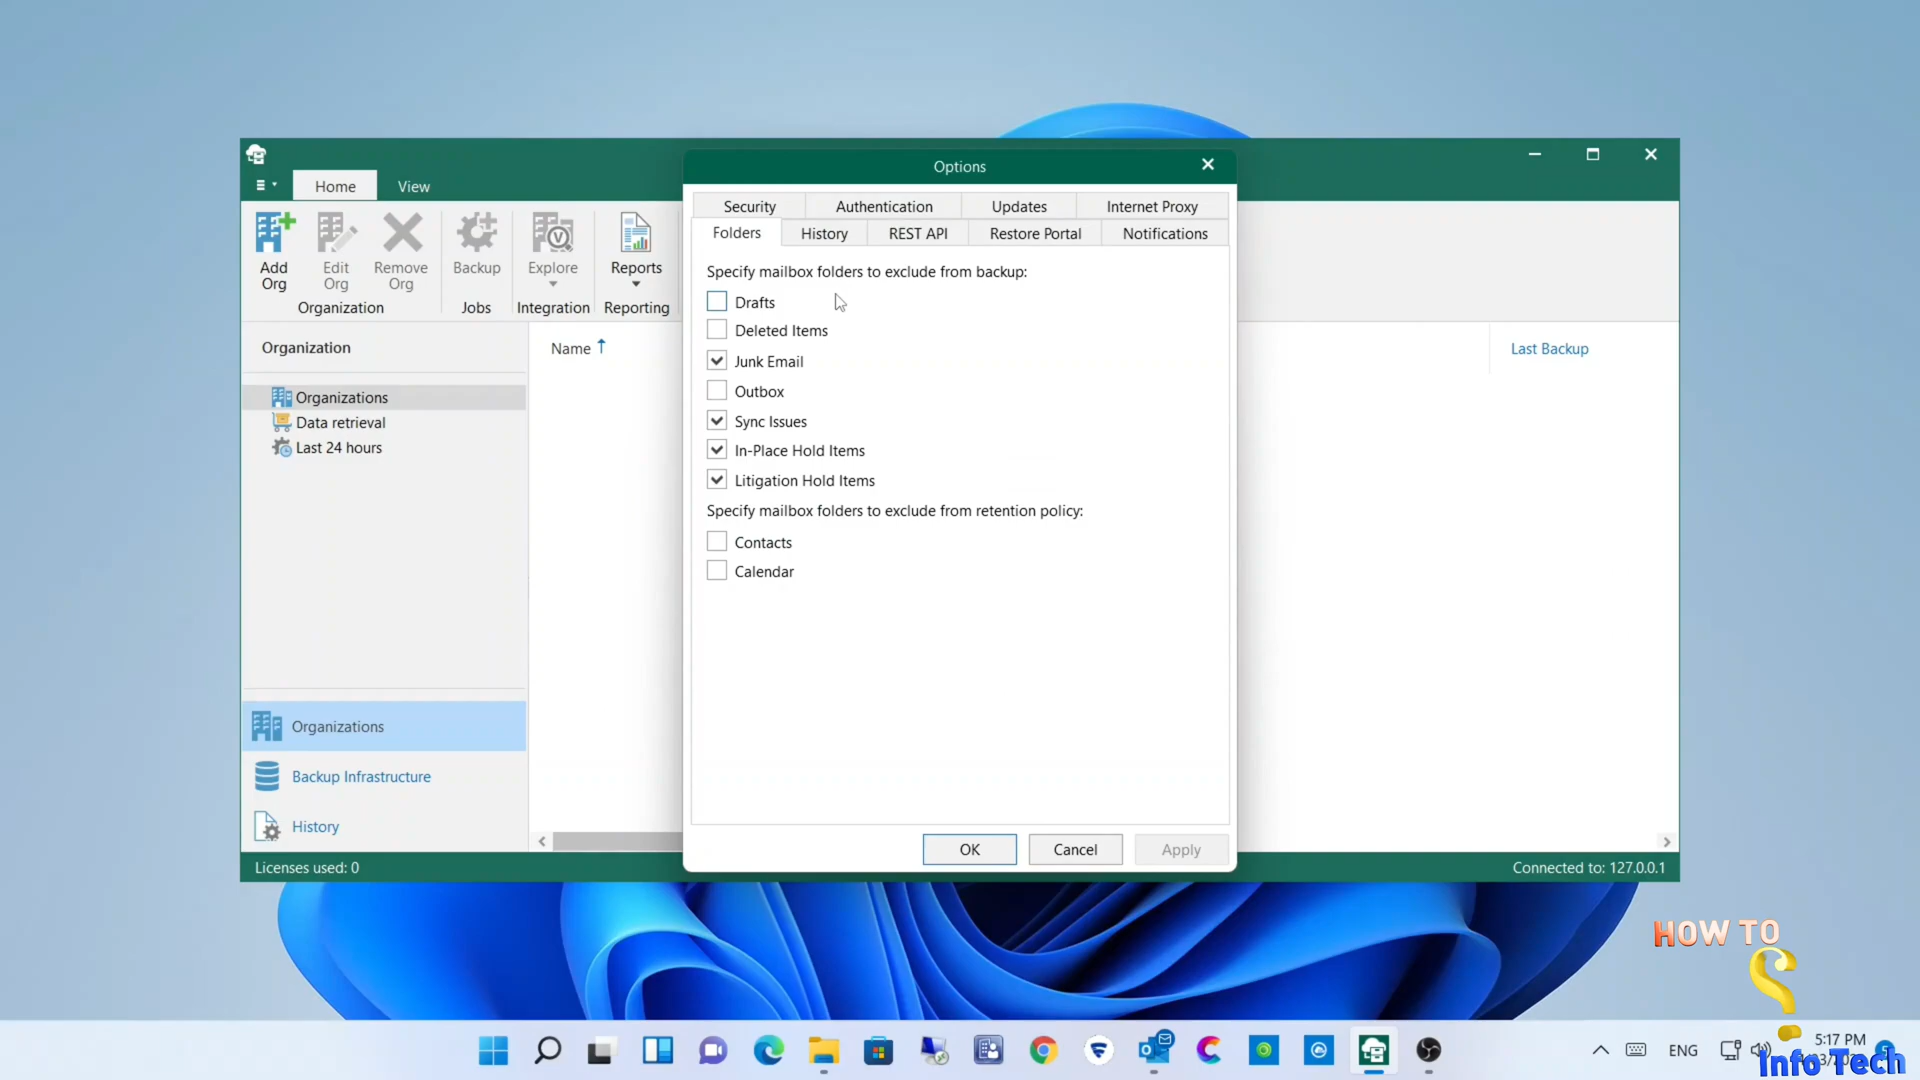 Options
Home
View
Security
Authentication
Updates
Internet Proxy
Folders
History
REST API
Restore Portal
Notifications
Add Org
Edit Org
Remove Org
Backup
Explore
Reports
Organization
Jobs
Integration
Reporting
Specify mailbox folders to exclude from backup:
Drafts
Deleted Items
Junk Email
Outbox
Sync Issues
In-Place Hold Items
Litigation Hold Items
Specify mailbox folders to exclude from retention policy:
Contacts
Calendar
OK
Cancel
Apply
Organization
Name
Last Backup
Organizations
Data retrieval
Last 24 hours
Organizations
Backup Infrastructure
History
Licenses used: 0
Connected to: 127.0.0.1
HOW TO
Info Tech
ENG
5:17 PM